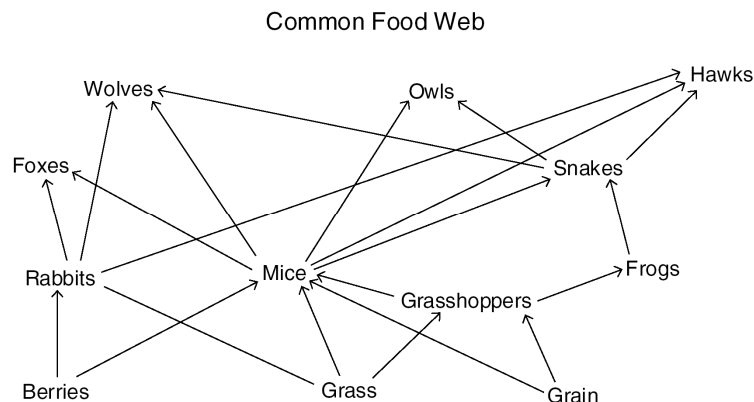 Common Food Web
Hawks
Wolves
Owls
Foxes
Snakes
Rabbits
Mice
Frogs
Grasshoppers
Berries
Grass
Grain